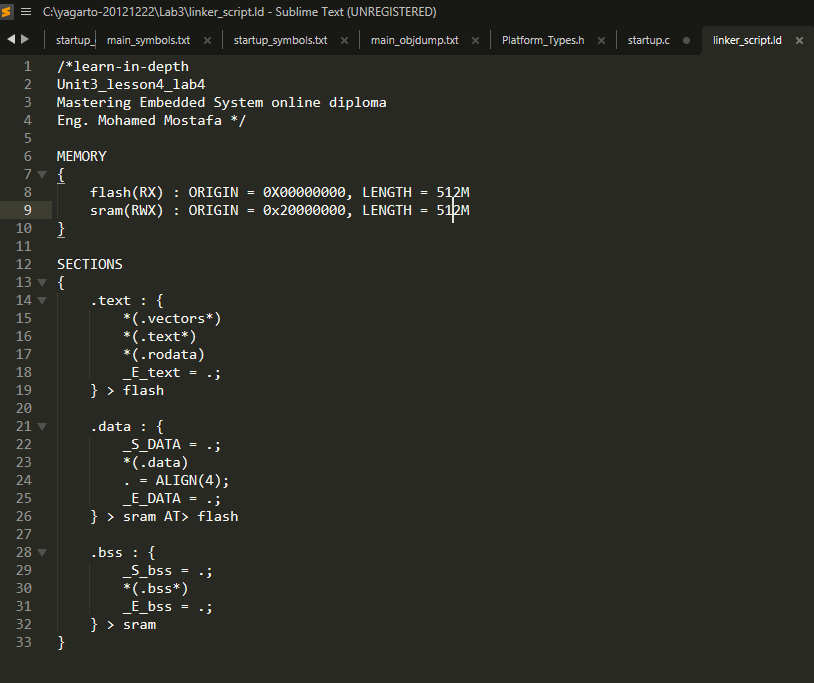 C:\yagarto-20121222\Lab3\linker_script.ld - Sublime Text (UNREGISTERED)
startup_ main_symbols.txt startup_symbols.txt main_objdump.txt Platform_Types.h startup.c linker_script.ld
1 /*learn-in-depth
2 Unit3_lesson4_lab4
3 Mastering Embedded System online diploma
4 Eng. Mohamed Mostafa */
5
6 MEMORY
7 {
8 flash(RX) : ORIGIN = 0X00000000, LENGTH = 512M
9 sram(RWX) : ORIGIN = 0x20000000, LENGTH = 512M
10 }
11
12 SECTIONS
13 {
14 .text : {
15 *(.vectors*)
16 *(.text*)
17 *(.rodata)
18 _E_text = .;
19 } > flash
20
21 .data : {
22 _S_DATA = .;
23 *(.data)
24 . = ALIGN(4);
25 _E_DATA = .;
26 } > sram AT> flash
27
28 .bss : {
29 _S_bss = .;
30 *(.bss*)
31 _E_bss = .;
32 } > sram
33 }